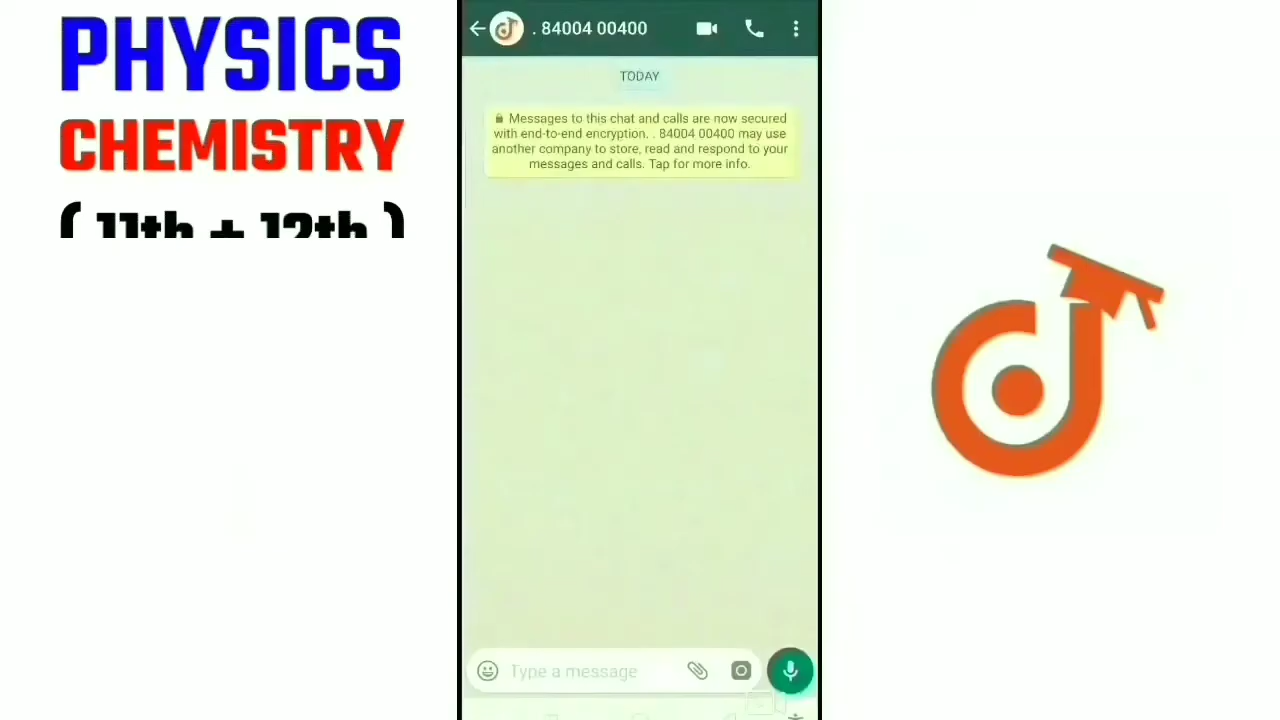 PHYSICS
CHEMISTRY
( 11th + 12th )
. 84004 00400
TODAY
Messages to this chat and calls are now secured
with end-to-end encryption. . 84004 00400 may use
another company to store, read and respond to your
messages and calls. Tap for more info.
Type a message